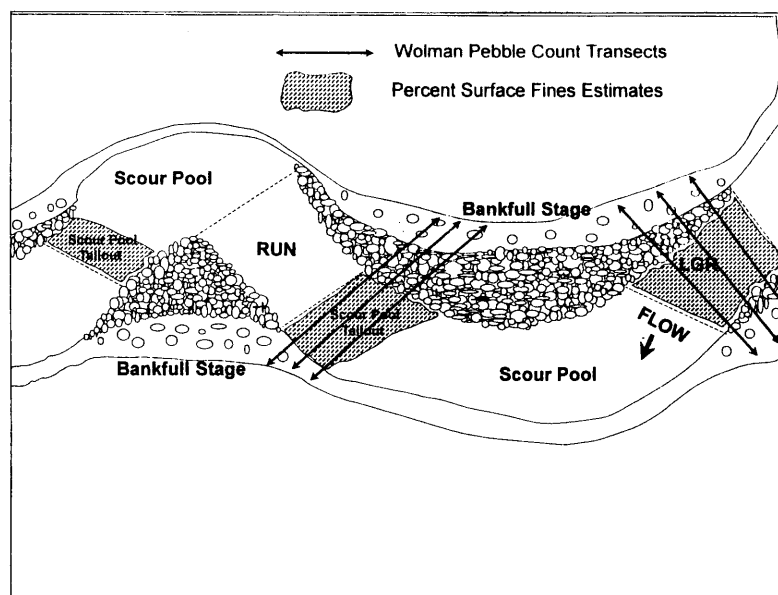 Wolman Pebble Count Transects
Percent Surface Fines Estimates
Scour Pool
Bankfull Stage
Scour Pool
Tailout
RUN
LGR
Scour Pool
Tailout
FLOW
Bankfull Stage
Scour Pool